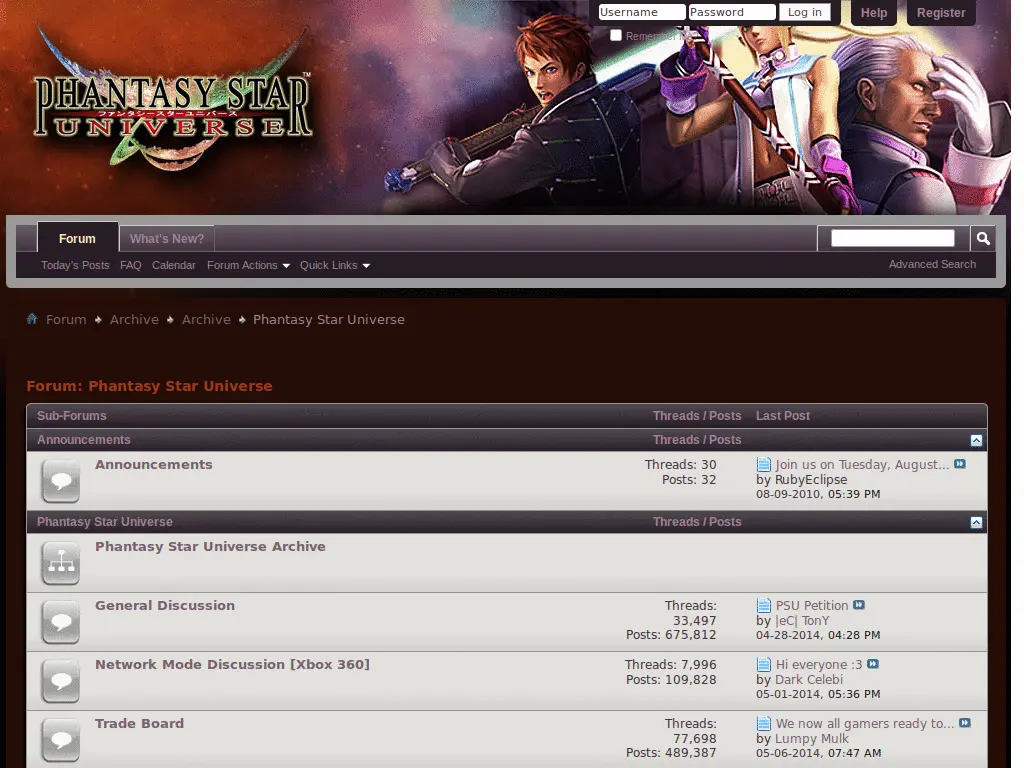 Username Password Log in Help Register
Remember Me
PHANTASY STAR™
ファンタシースターユニバース
UNIVERSE
Forum What's New?
Today's Posts FAQ Calendar Forum Actions Quick Links Advanced Search
Forum Archive Archive Phantasy Star Universe
Forum: Phantasy Star Universe
Sub-Forums Threads / Posts Last Post
Announcements Threads / Posts
Announcements Threads: 30 Join us on Tuesday, August...
Posts: 32 by RubyEclipse
08-09-2010, 05:39 PM
Phantasy Star Universe Threads / Posts
Phantasy Star Universe Archive
General Discussion Threads: PSU Petition
33,497 by |eC| TonY
Posts: 675,812 04-28-2014, 04:28 PM
Network Mode Discussion [Xbox 360] Threads: 7,996 Hi everyone :3
Posts: 109,828 by Dark Celebi
05-01-2014, 05:36 PM
Trade Board Threads: We now all gamers ready to...
77,698 by Lumpy Mulk
Posts: 489,387 05-06-2014, 07:47 AM